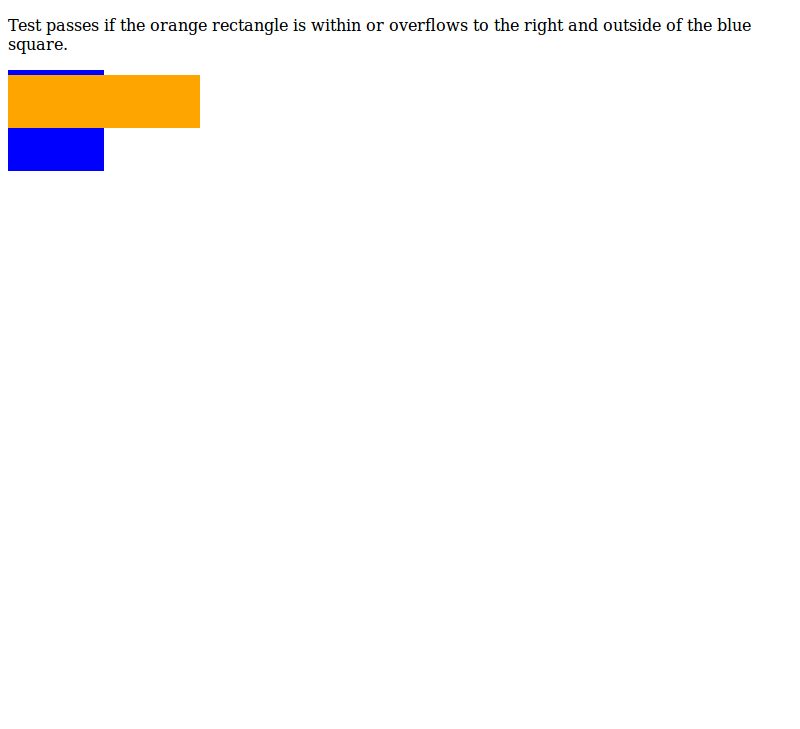 Test passes if the orange rectangle is within or overflows to the right and outside of the blue
square.